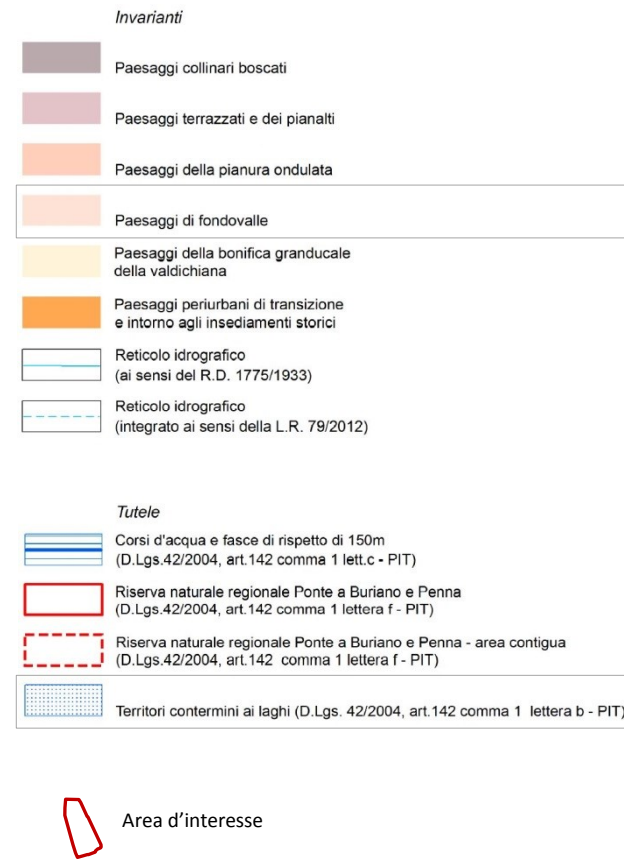 Invarianti
Paesaggi collinari boscati
Paesaggi terrazzati e dei pianalti
Paesaggi della pianura ondulata
Paesaggi di fondovalle
Paesaggi della bonifica granducale
della valdichiana
Paesaggi periurbani di transizione
e intorno agli insediamenti storici
Reticolo idrografico
(ai sensi del R.D. 1775/1933)
Reticolo idrografico
(integrato ai sensi della L.R. 79/2012)
Tutele
Corsi d'acqua e fasce di rispetto di 150m
(D.Lgs.42/2004, art.142 comma 1 lett.c - PIT)
Riserva naturale regionale Ponte a Buriano e Penna
(D.Lgs.42/2004, art.142 comma 1 lettera f - PIT)
Riserva naturale regionale Ponte a Buriano e Penna - area contigua
(D.Lgs.42/2004, art.142 comma 1 lettera f - PIT)
Territori contermini ai laghi (D.Lgs. 42/2004, art.142 comma 1 lettera b - PIT)
Area d’interesse